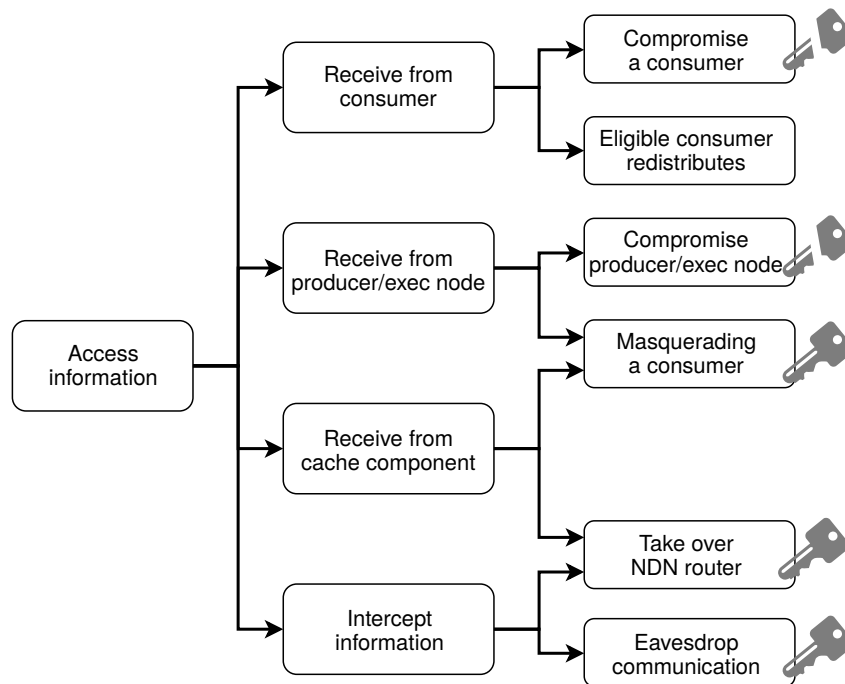 Access
information
Receive from
consumer
Receive from
producer/exec node
Receive from
cache component
Intercept
information
Compromise
a consumer
Eligible consumer
redistributes
Compromise
producer/exec node
Masquerading
a consumer
Take over
NDN router
Eavesdrop
communication